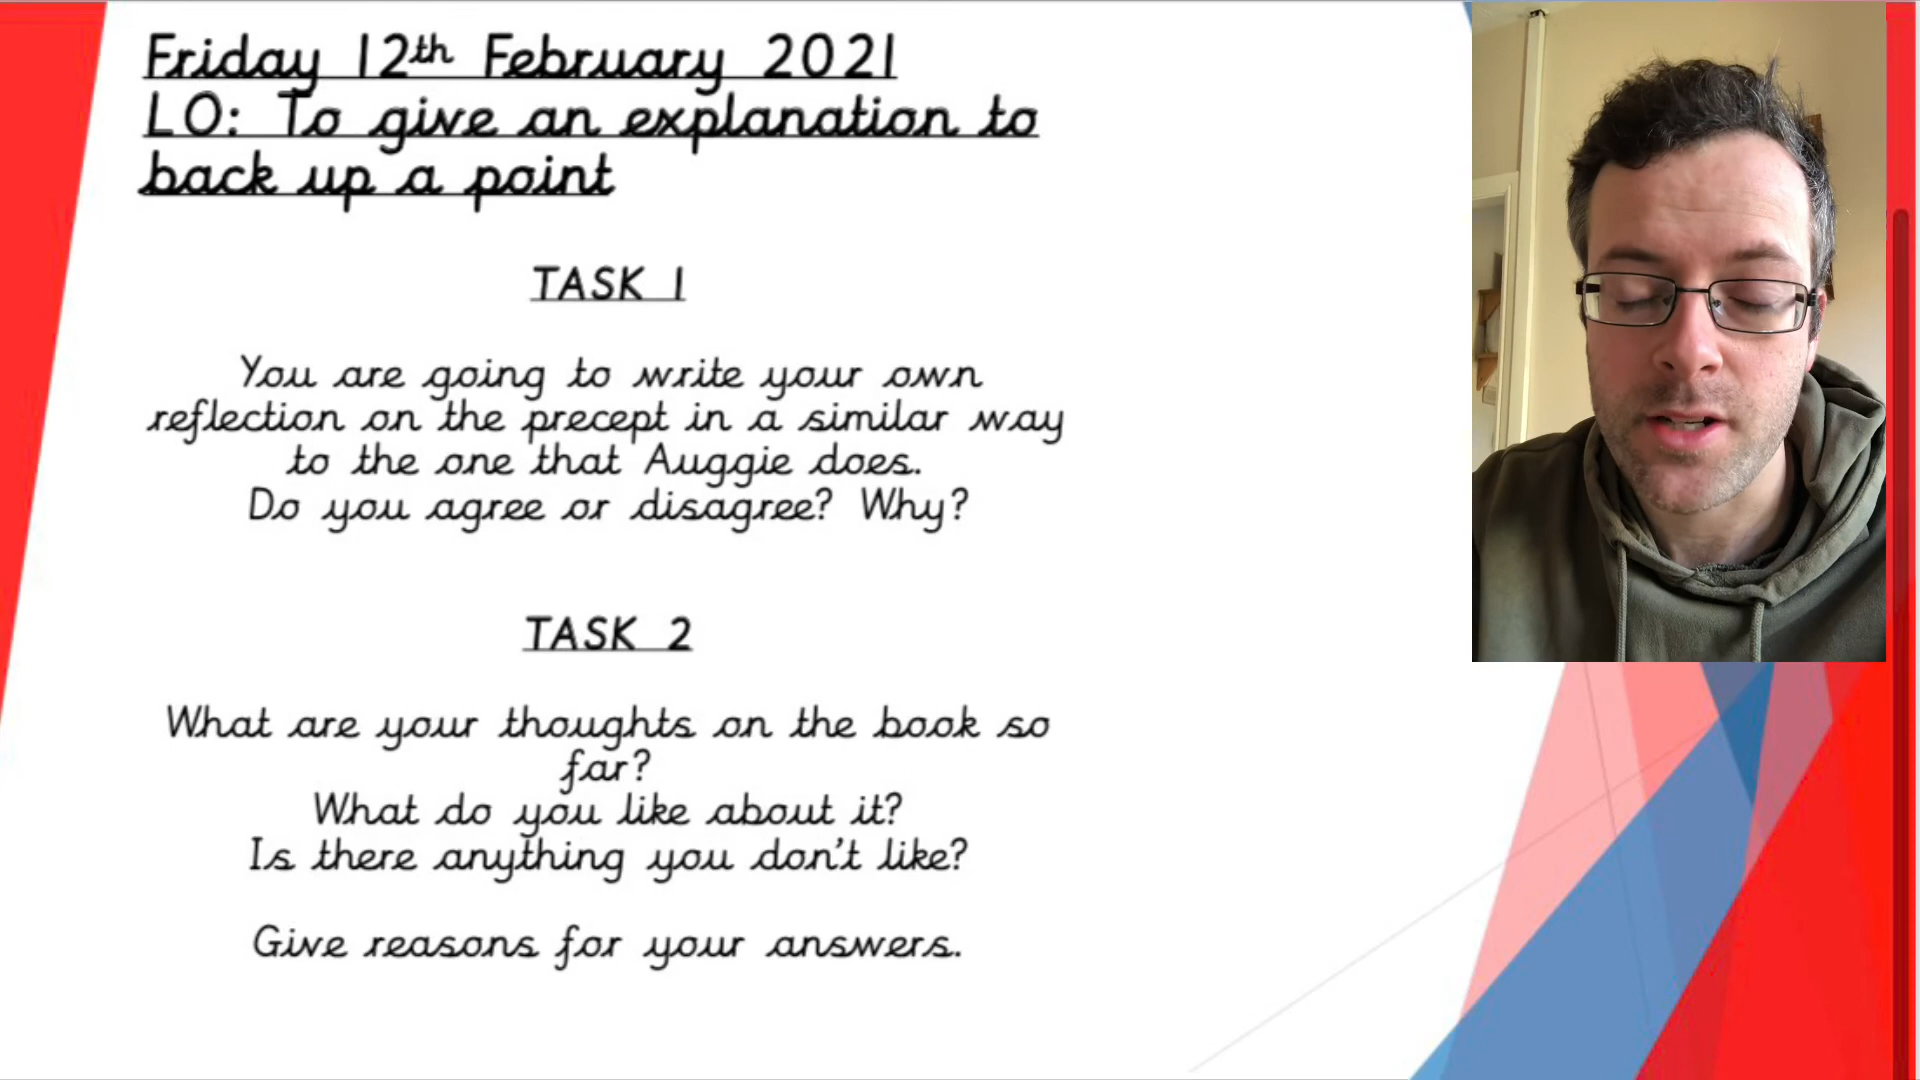 Friday 12th February 2021
LO: To give an explanation to
back up a point
TASK 1
You are going to write your own
reflection on the precept in a similar way
to the one that Auggie does.
Do you agree or disagree? Why?
TASK 2
What are your thoughts on the book so
far?
What do you like about it?
Is there anything you don't like?
Give reasons for your answers.